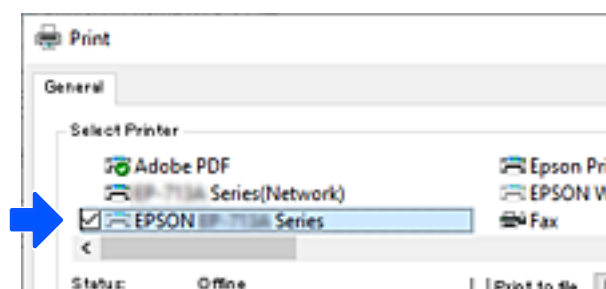 Print
General
Select Printer
Adobe PDF
Epson Pri
Series(Network)
EPSON W
EPSON Series
Fax
Status: Offline
Print to file